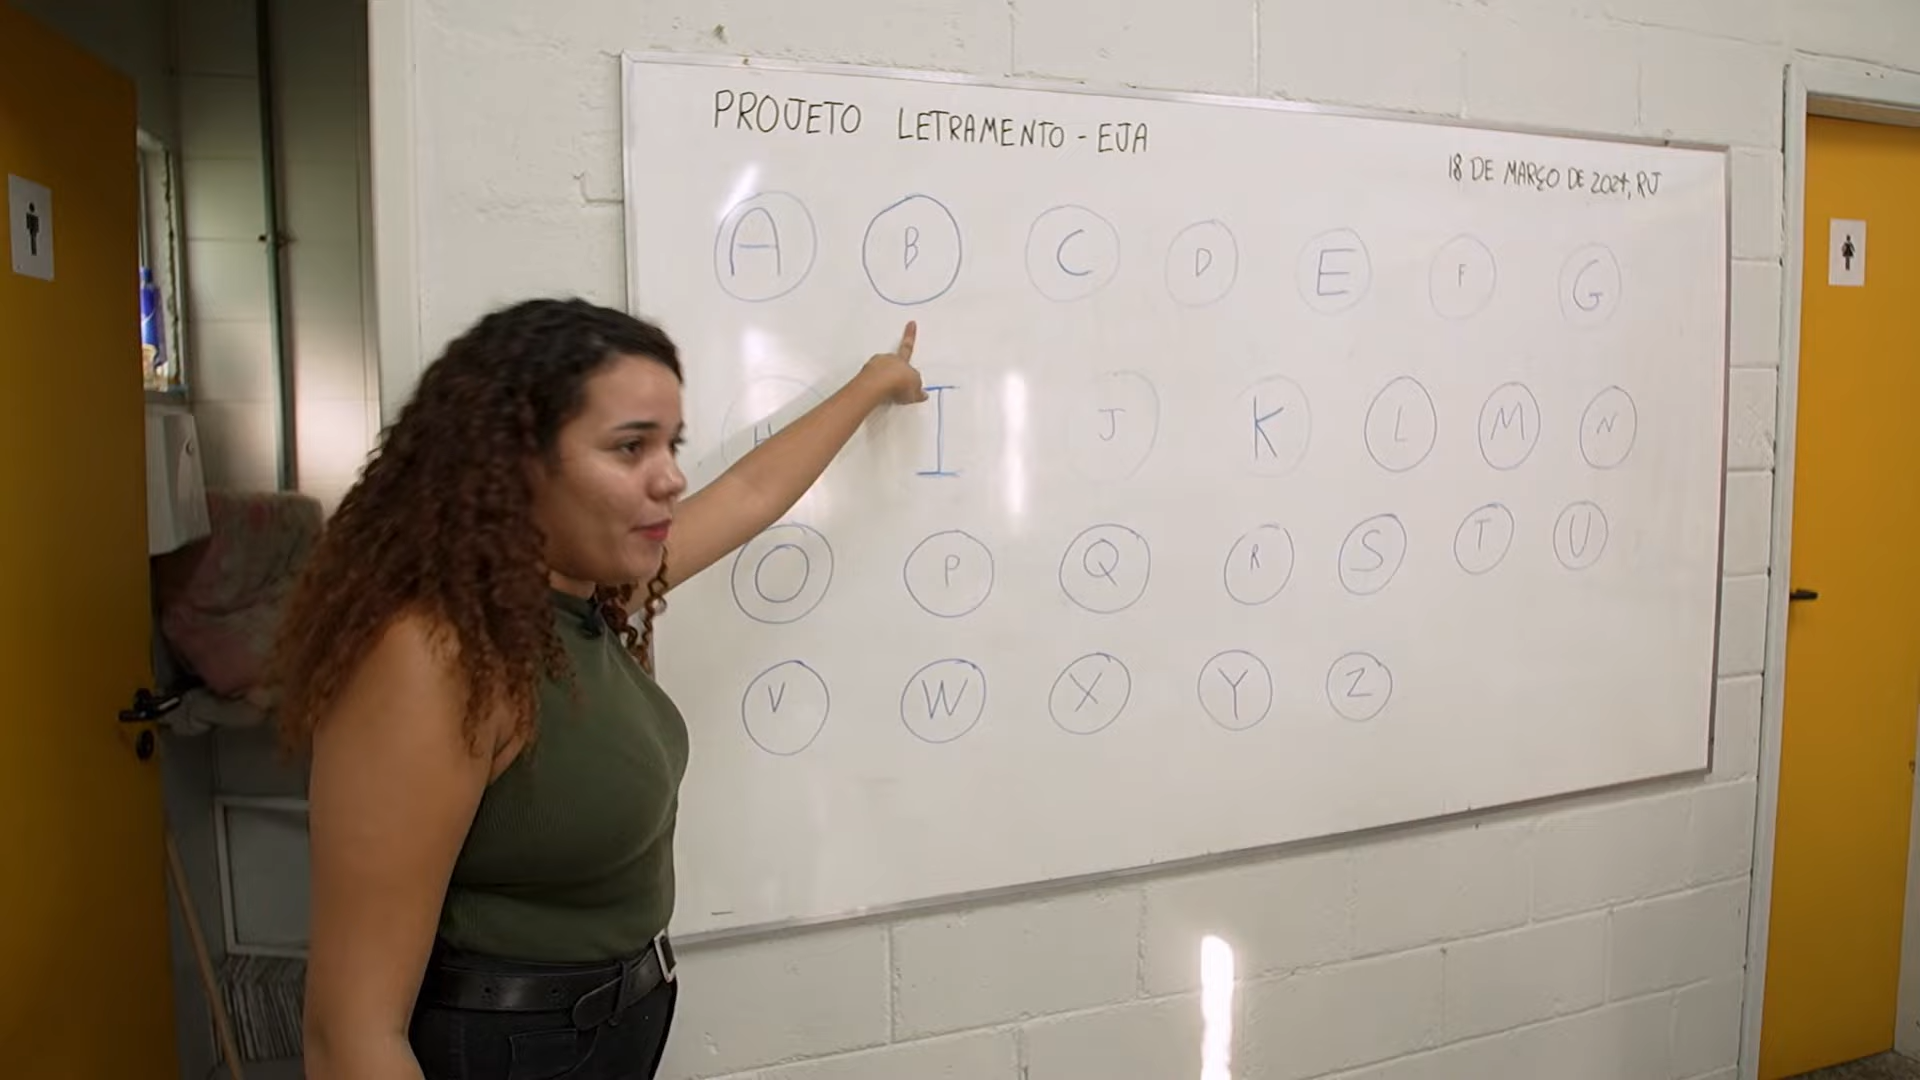 PROJETO LETRAMENTO - EJA
18 DE MARÇO DE 2024, RJ
A B C D E F G
H I J K L M N
O P Q R S T U
V W X Y Z